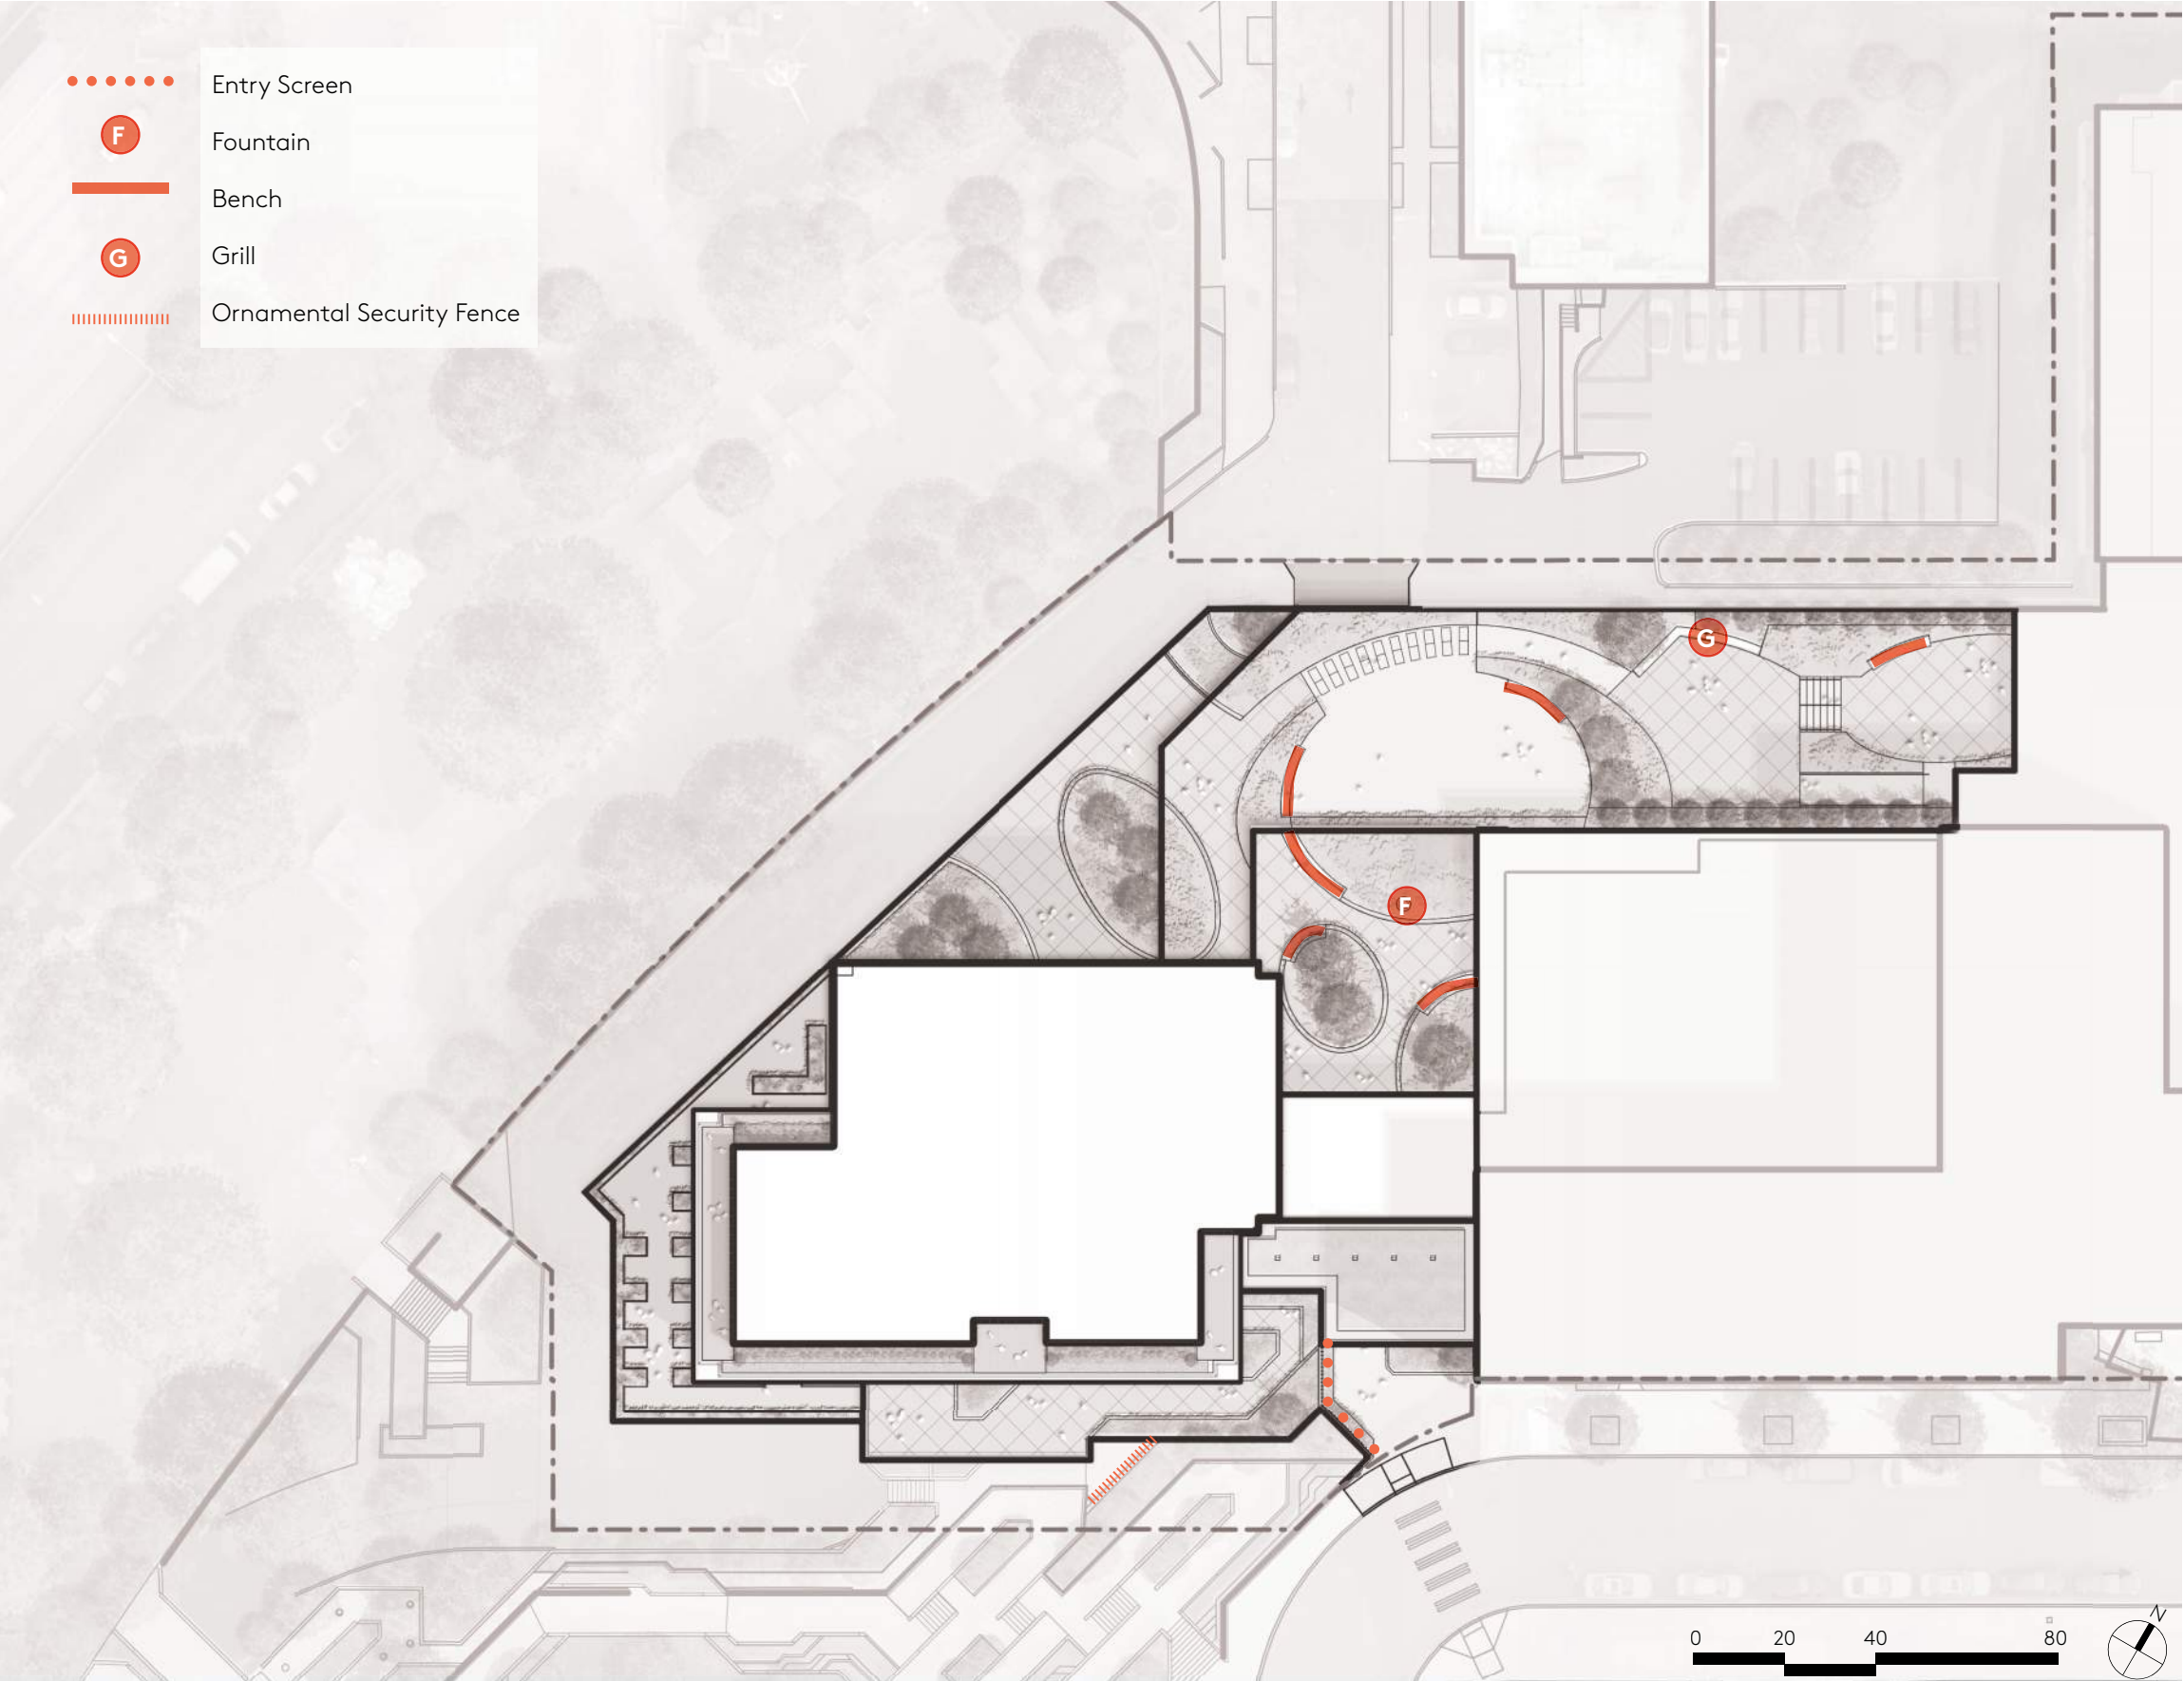 Entry Screen
F
Fountain
Bench
G
Grill
Ornamental Security Fence
G
F
0 20 40 80
N